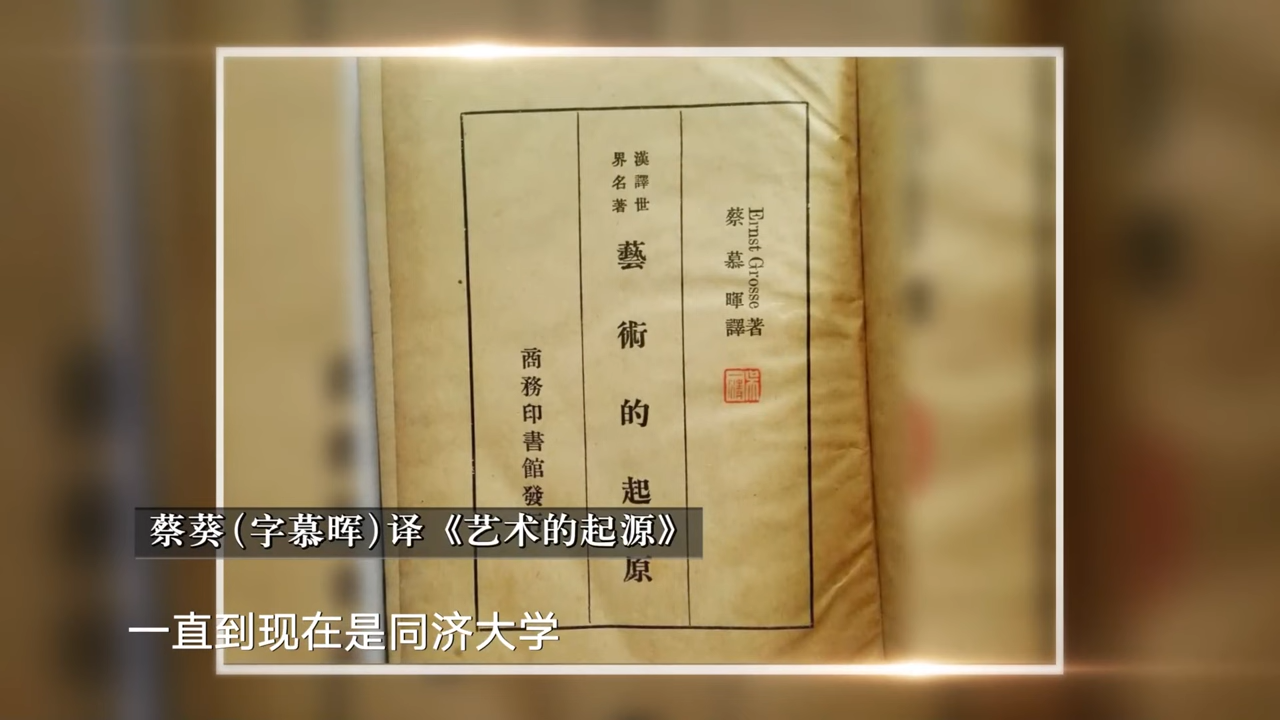 Ernst Grosse 著
蔡慕暉譯
漢譯世
界名著
藝術的起原
商務印書館發
蔡葵(字慕晖)译《艺术的起源》
一直到现在是同济大学